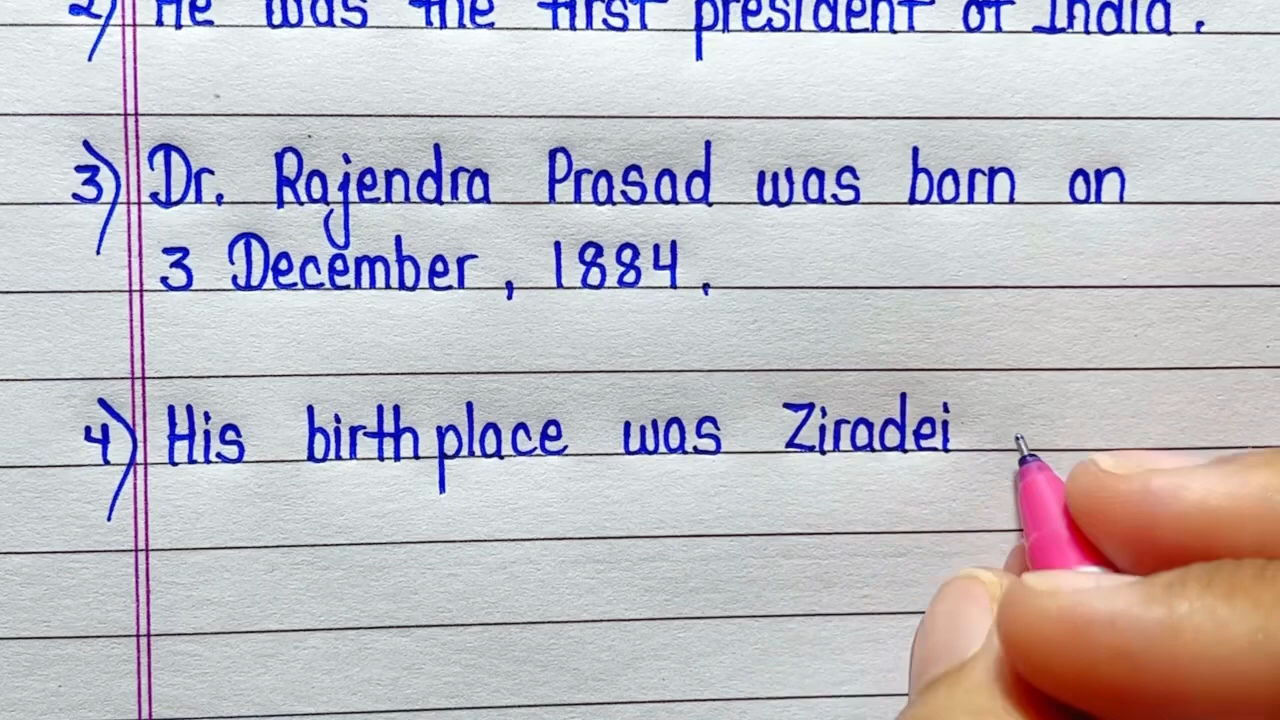 2) He was the first president of India.
3) Dr. Rajendra Prasad was born on
3 December, 1884.
4) His birthplace was Ziradei